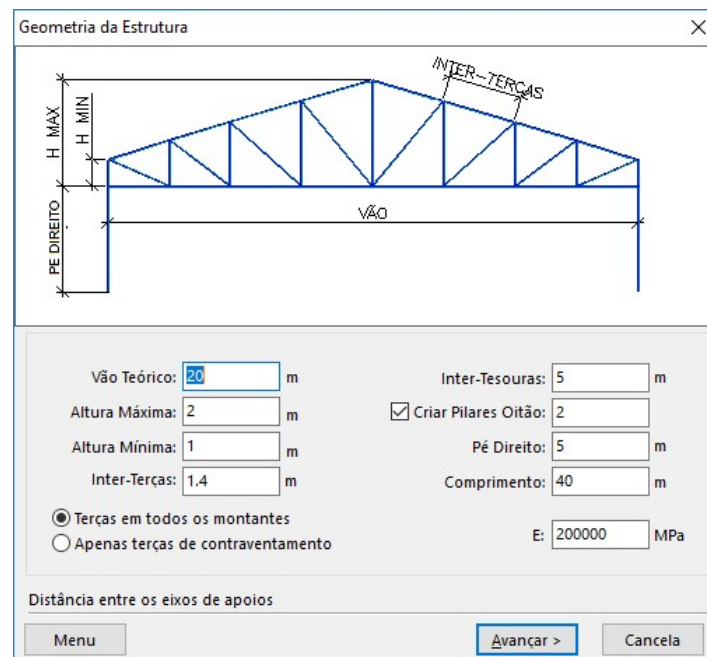 Geometria da Estrutura
INTER-TERCAS
H MAX
H MIN
VÃO
PE DIREITO
Vão Teórico: 20 m
Inter-Tesouras: 5 m
Altura Máxima: 2 m
Criar Pilares Oitão: 2
Altura Mínima: 1 m
Pé Direito: 5 m
Inter-Terças: 1.4 m
Comprimento: 40 m
Terças em todos os montantes
Apenas terças de contraventamento
E: 200000 MPa
Distância entre os eixos de apoios
Menu
Avançar >
Cancela